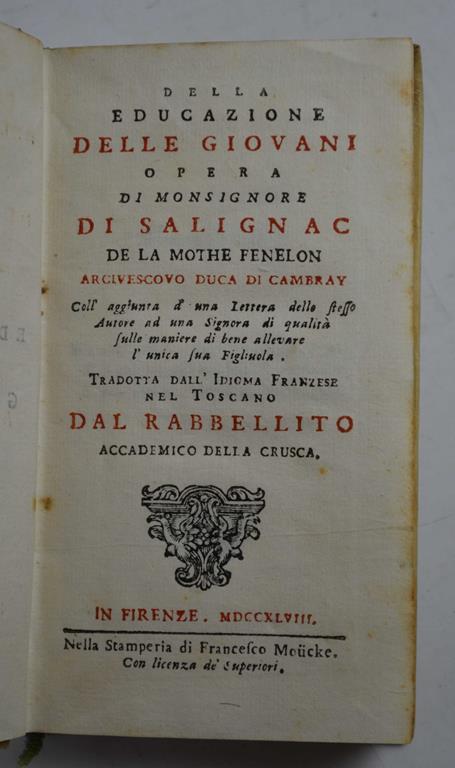 DELLA
EDUCAZIONE
DELLE GIOVANI
OPERA
DI MONSIGNORE
DI SALIGNAC
DE LA MOTHE FENELON
ARCIVESCOVO DUCA DI CAMBRAY
Coll' aggiunta d' una Lettera dello ſteſſo
Autore ad una Signora di qualità
ſulle maniere di bene allevare
l' unica ſua Figliuola.
TRADOTTA DALL' IDIOMA FRANZESE
NEL TOSCANO
DAL RABBELLITO
ACCADEMICO DELLA CRUSCA.
IN FIRENZE. MDCCXLVIII.
Nella Stamperia di Franceſco Moücke.
Con licenza de' Superiori.